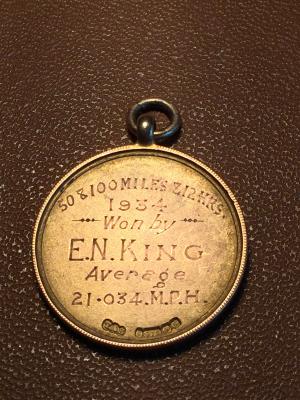 50 & 100 MILES & 12 HRS.
1934
Won by
E.N. KING
Average
21·034. M.P.H.